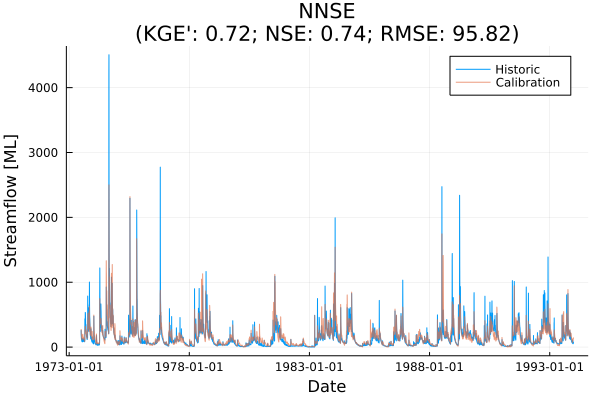 NNSE
(KGE': 0.72; NSE: 0.74; RMSE: 95.82)
Historic
Calibration
Streamflow [ML]
4000
3000
2000
1000
0
1973-01-01 1978-01-01 1983-01-01 1988-01-01 1993-01-01
Date